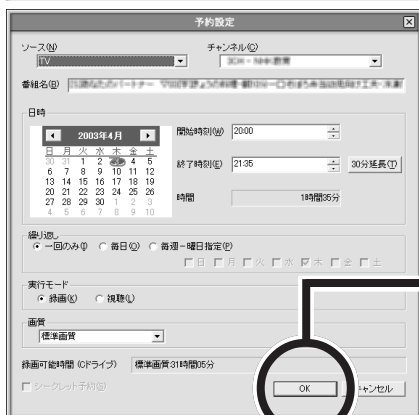 予約設定
ソース(N) チャンネル(C)
TV 3CH -
番組名(B)
日時
2003年4月 開始時刻(W) 20:00
日 月 火 水 木 金 土
30 31 1 2 3 4 5
6 7 8 9 10 11 12 終了時刻(E) 21:35 30分延長(T)
13 14 15 16 17 18 19
20 21 22 23 24 25 26 時間 1時間35分
27 28 29 30 1 2 3
4 5 6 7 8 9 10
繰り返し
一回のみ(I) 毎日(O) 毎週-曜日指定(P)
日 月 火 水 木 金 土
実行モード
録画(K) 視聴(L)
画質
標準画質
録画可能時間 (Cドライブ) 標準画質:31時間05分
シークレット予約(S) OK キャンセル